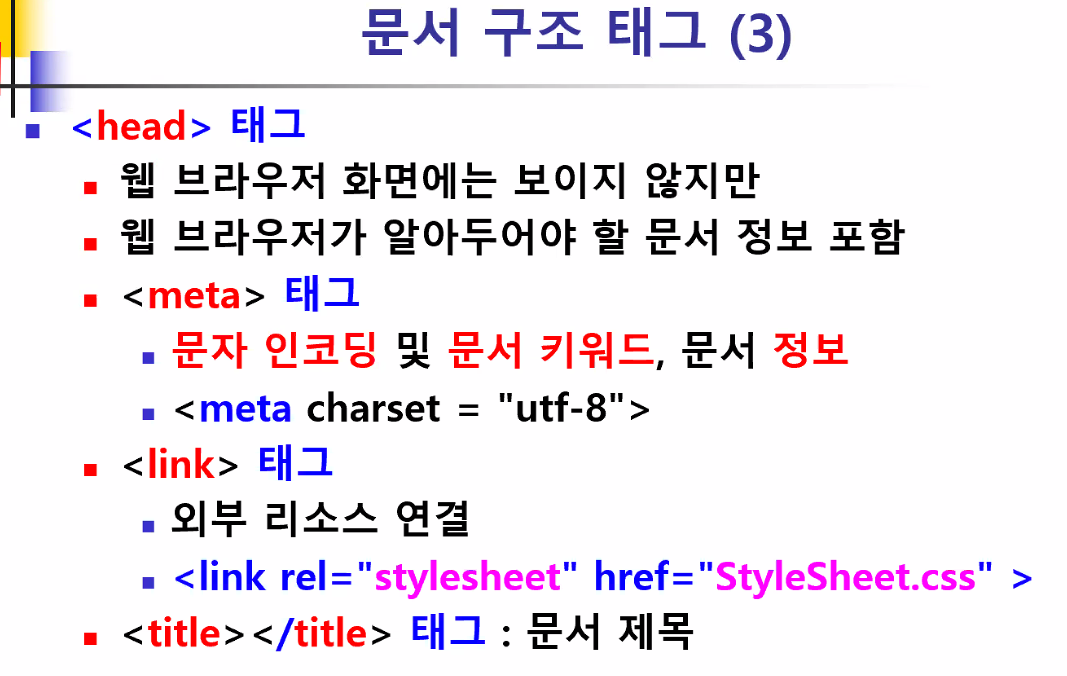 문서 구조 태그 (3)
<head> 태그
웹 브라우저 화면에는 보이지 않지만
웹 브라우저가 알아두어야 할 문서 정보 포함
<meta> 태그
문자 인코딩 및 문서 키워드, 문서 정보
<meta charset = "utf-8">
<link> 태그
외부 리소스 연결
<link rel="stylesheet" href="StyleSheet.css" >
<title></title> 태그 : 문서 제목